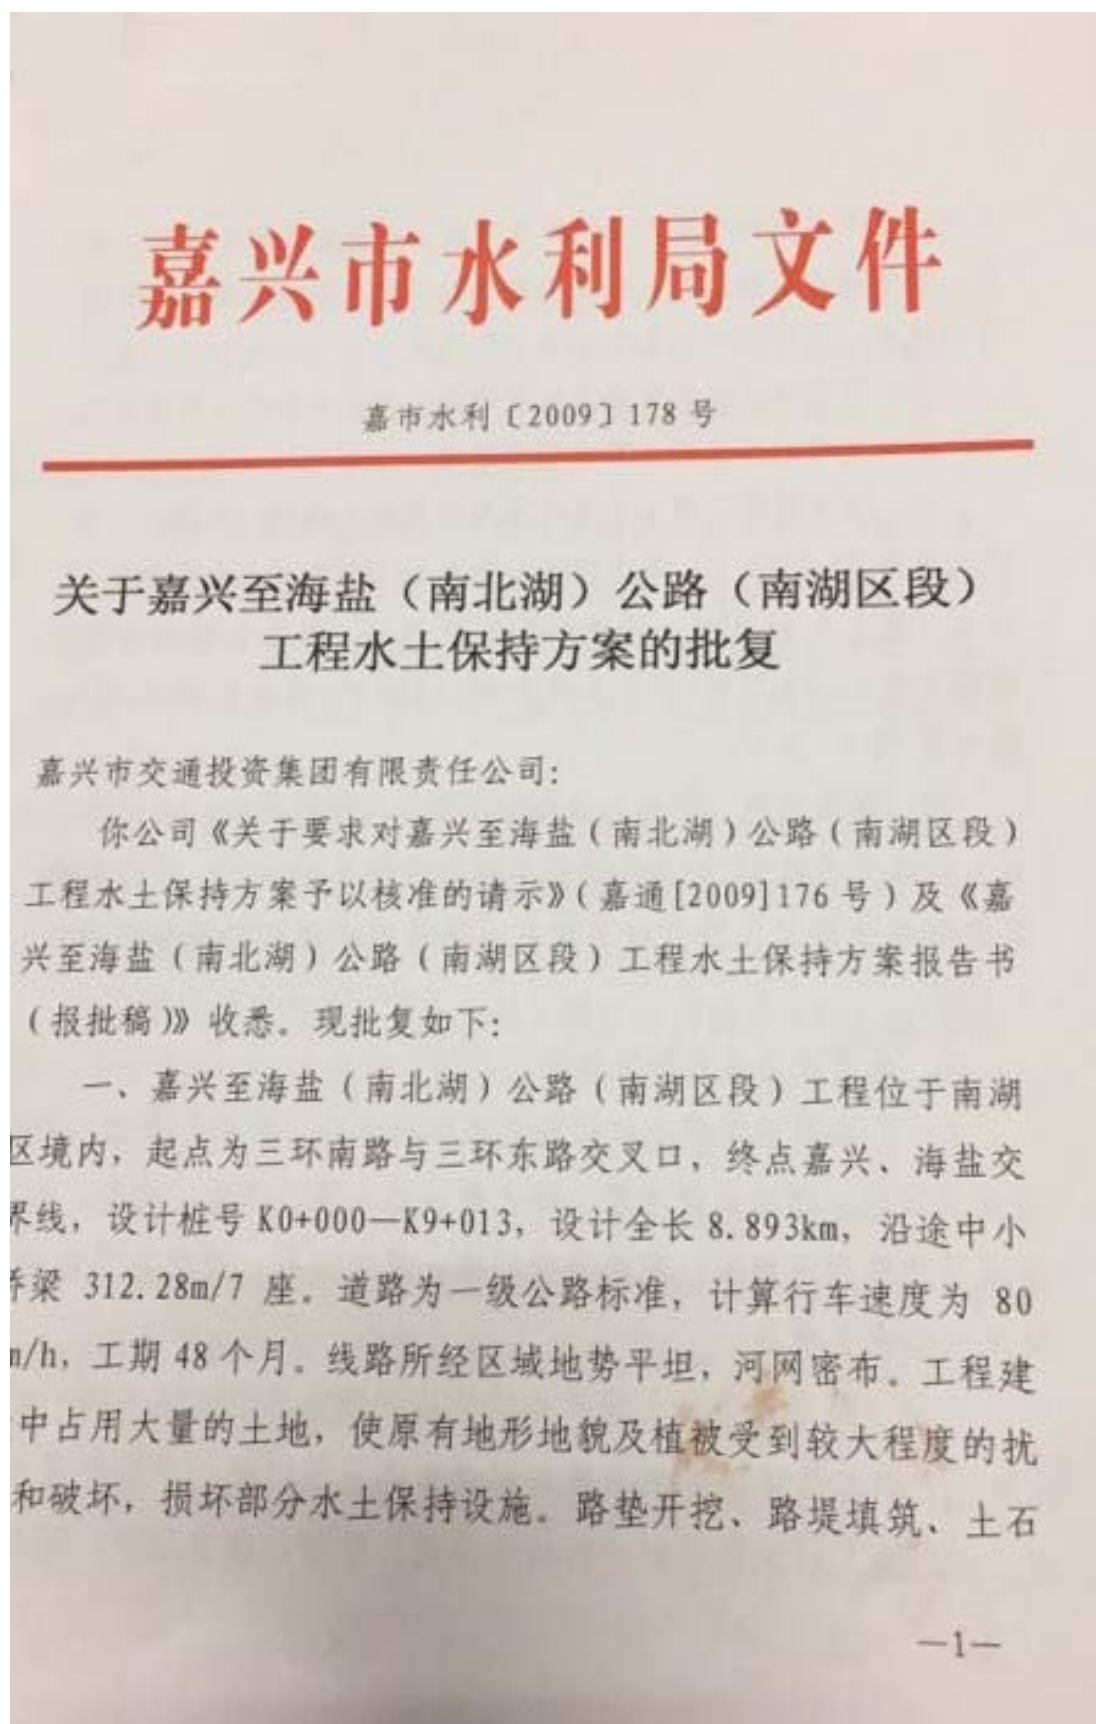 嘉兴市水利局文件
嘉市水利〔2009〕178号
关于嘉兴至海盐（南北湖）公路（南湖区段）
工程水土保持方案的批复
嘉兴市交通投资集团有限责任公司：
你公司《关于要求对嘉兴至海盐（南北湖）公路（南湖区段）
工程水土保持方案予以核准的请示》（嘉通[2009]176号）及《嘉
兴至海盐（南北湖）公路（南湖区段）工程水土保持方案报告书
（报批稿）》收悉。现批复如下：
一、嘉兴至海盐（南北湖）公路（南湖区段）工程位于南湖
区境内，起点为三环南路与三环东路交叉口，终点嘉兴、海盐交
界线，设计桩号K0+000—K9+013，设计全长8.893km，沿途中小
桥梁 312.28m/7 座。道路为一级公路标准，计算行车速度为 80
m/h，工期48个月。线路所经区域地势平坦，河网密布。工程建
中占用大量的土地，使原有地形地貌及植被受到较大程度的扰
和破坏，损坏部分水土保持设施。路垫开挖、路堤填筑、土石
—1—